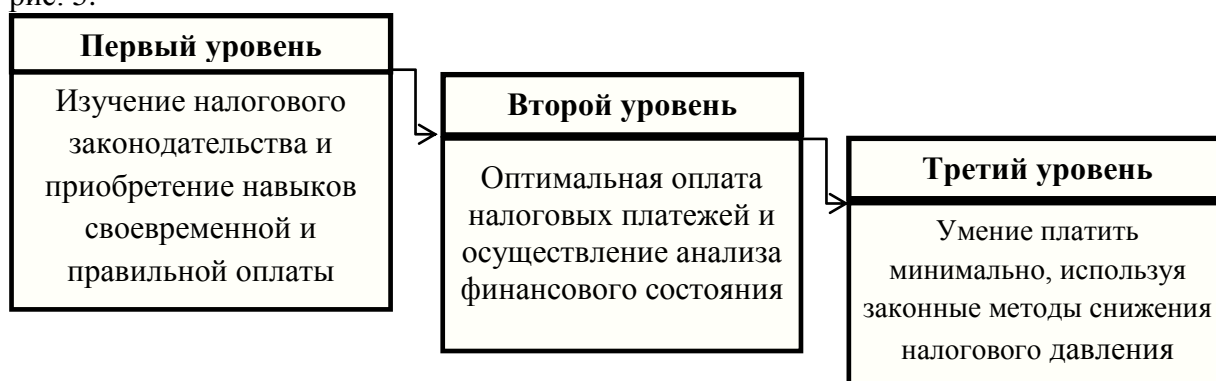 рис. 3.
Первый уровень
Изучение налогового
законодательства и
приобретение навыков
своевременной и
правильной оплаты
Второй уровень
Оптимальная оплата
налоговых платежей и
осуществление анализа
финансового состояния
Третий уровень
Умение платить
минимально, используя
законные методы снижения
налогового давления